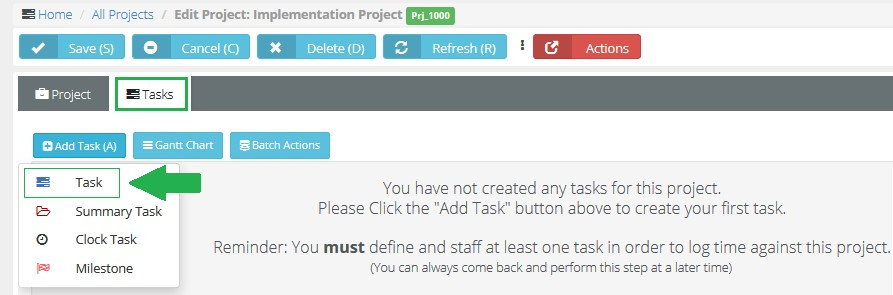 Home / All Projects / Edit Project: Implementation Project Prj_1000
Save (S) Cancel (C) Delete (D) Refresh (R) Actions
Project Tasks
Add Task (A) Gantt Chart Batch Actions
Task
Summary Task
Clock Task
Milestone
You have not created any tasks for this project.
Please Click the "Add Task" button above to create your first task.
Reminder: You must define and staff at least one task in order to log time against this project.
(You can always come back and perform this step at a later time)